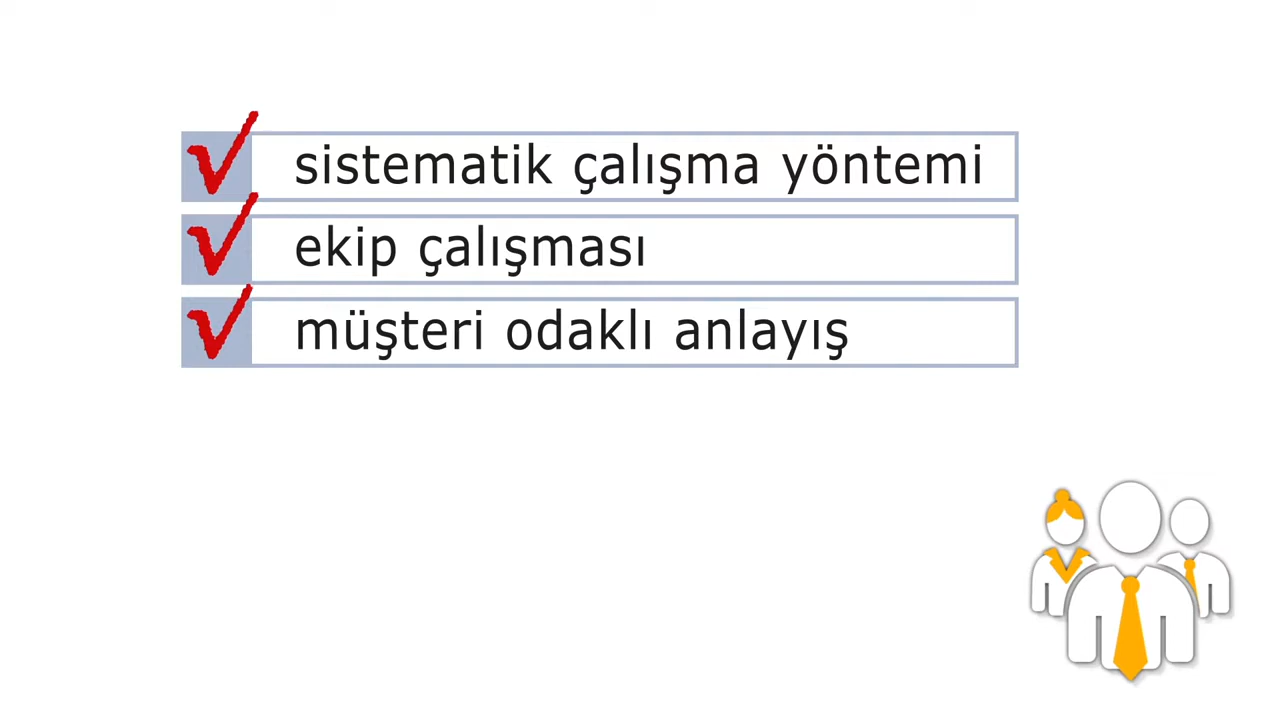 sistematik çalışma yöntemi
ekip çalışması
müşteri odaklı anlayış